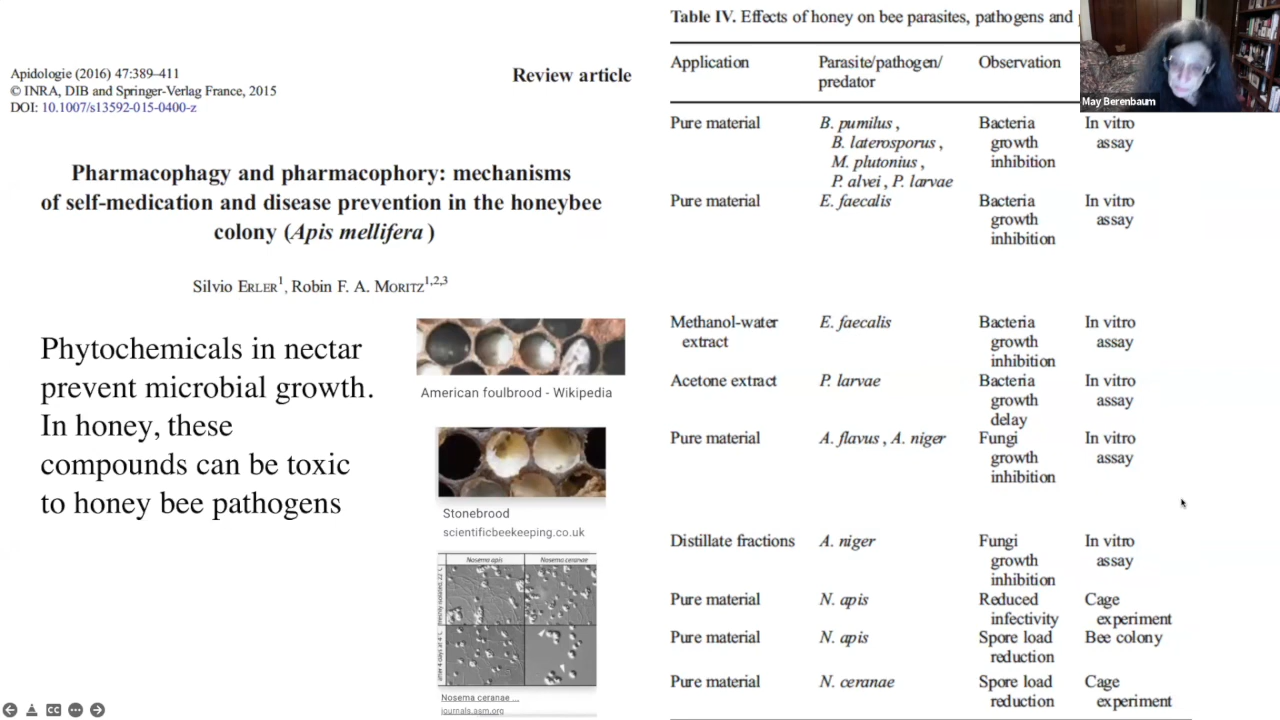 Apidologie (2016) 47:389–411
© INRA, DIB and Springer-Verlag France, 2015
DOI: 10.1007/s13592-015-0400-z
Review article
Pharmacophagy and pharmacophory: mechanisms
of self-medication and disease prevention in the honeybee
colony (Apis mellifera )
Silvio ERLER1, Robin F. A. MORITZ1,2,3
Phytochemicals in nectar
prevent microbial growth.
In honey, these
compounds can be toxic
to honey bee pathogens
American foulbrood - Wikipedia
Stonebrood
scientificbeekeeping.co.uk
Nosema apis Nosema ceranae
freshly isolated 22°C
after 4 days at 4°C
Nosema ceranae ...
journals.asm.org
Table IV. Effects of honey on bee parasites, pathogens and
Application Parasite/pathogen/ Observation
predator
Pure material B. pumilus , Bacteria In vitro
B. laterosporus , growth assay
M. plutonius , inhibition
P. alvei , P. larvae
Pure material E. faecalis Bacteria In vitro
growth assay
inhibition
Methanol-water E. faecalis Bacteria In vitro
extract growth assay
inhibition
Acetone extract P. larvae Bacteria In vitro
growth assay
delay
Pure material A. flavus , A. niger Fungi In vitro
growth assay
inhibition
Distillate fractions A. niger Fungi In vitro
growth assay
inhibition
Pure material N. apis Reduced Cage
infectivity experiment
Pure material N. apis Spore load Bee colony
reduction
Pure material N. ceranae Spore load Cage
reduction experiment
May Berenbaum
CC